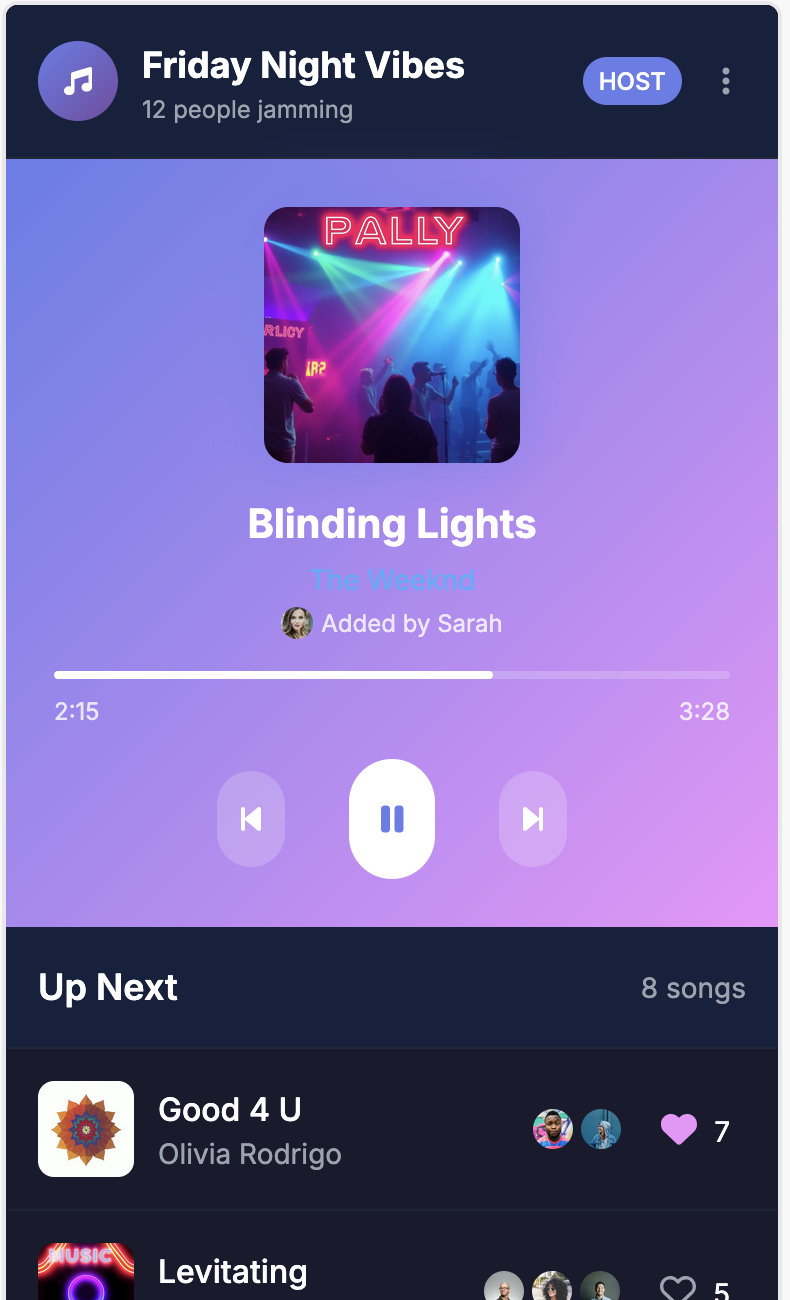 Friday Night Vibes
12 people jamming
HOST
PALLY
Blinding Lights
The Weeknd
Added by Sarah
2:15
3:28
Up Next
8 songs
Good 4 U
Olivia Rodrigo
7
MUSIC
Levitating
5